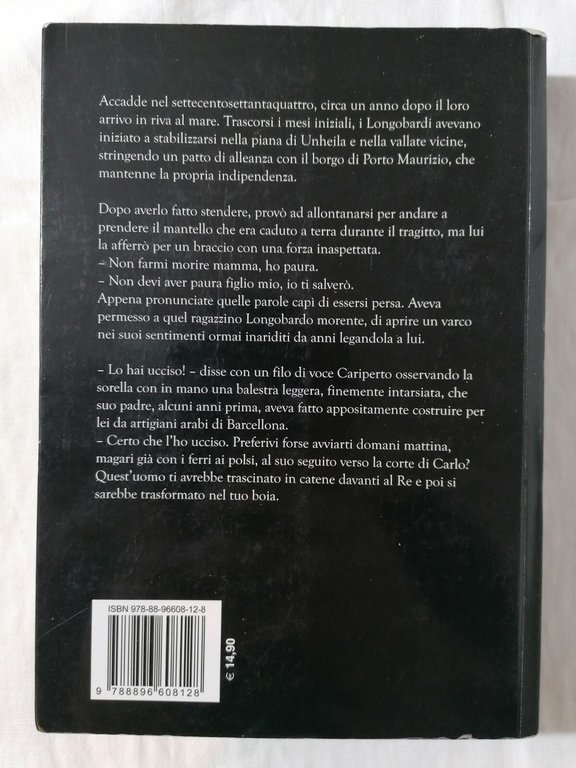 Accadde nel settecentosettantaquattro, circa un anno dopo il loro
arrivo in riva al mare. Trascorsi i mesi iniziali, i Longobardi avevano
iniziato a stabilizzarsi nella piana di Unheila e nella vallate vicine,
stringendo un patto di alleanza con il borgo di Porto Maurizio, che
mantenne la propria indipendenza.
Dopo averlo fatto stendere, provò ad allontanarsi per andare a
prendere il mantello che era caduto a terra durante il tragitto, ma lui
la afferrò per un braccio con una forza inaspettata.
– Non farmi morire mamma, ho paura.
– Non devi aver paura figlio mio, io ti salverò.
Appena pronunciate quelle parole capì di essersi persa. Aveva
permesso a quel ragazzino Longobardo morente, di aprire un varco
nei suoi sentimenti ormai inariditi da anni legandola a lui.
– Lo hai ucciso! – disse con un filo di voce Cariperto osservando la
sorella con in mano una balestra leggera, finemente intarsiata, che
suo padre, alcuni anni prima, aveva fatto appositamente costruire per
lei da artigiani arabi di Barcellona.
– Certo che l'ho ucciso. Preferivi forse avviarti domani mattina,
magari già con i ferri ai polsi, al suo seguito verso la corte di Carlo?
Quest'uomo ti avrebbe trascinato in catene davanti al Re e poi si
sarebbe trasformato nel tuo boia.
ISBN 978-88-96608-12-8
9 788896 608128
€ 14,90